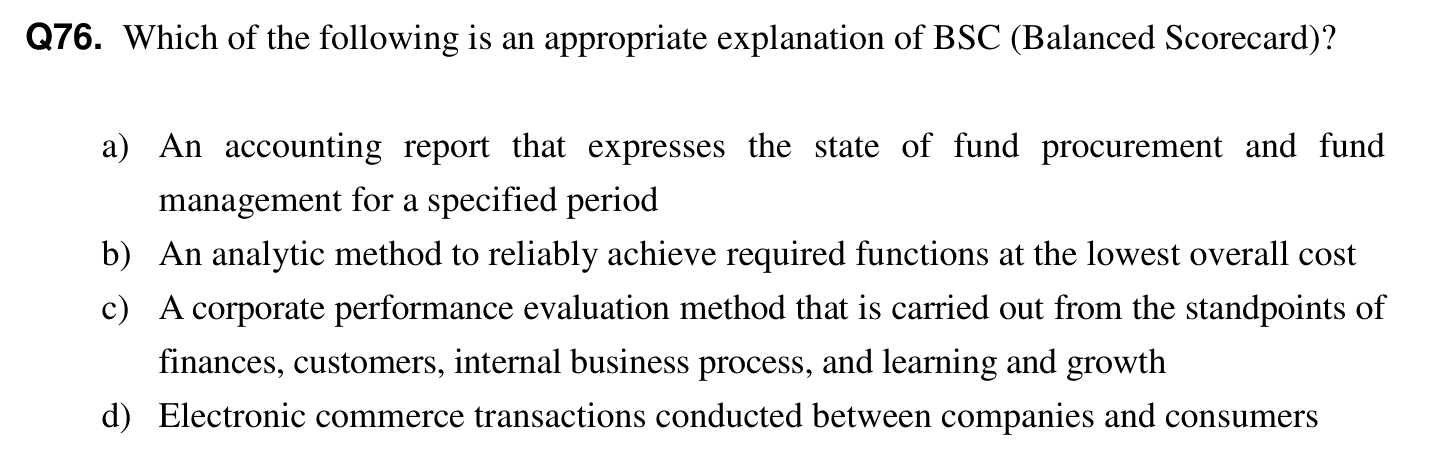 Q76. Which of the following is an appropriate explanation of BSC (Balanced Scorecard)?
a) An accounting report that expresses the state of fund procurement and fund
management for a specified period
b) An analytic method to reliably achieve required functions at the lowest overall cost
c) A corporate performance evaluation method that is carried out from the standpoints of
finances, customers, internal business process, and learning and growth
d) Electronic commerce transactions conducted between companies and consumers